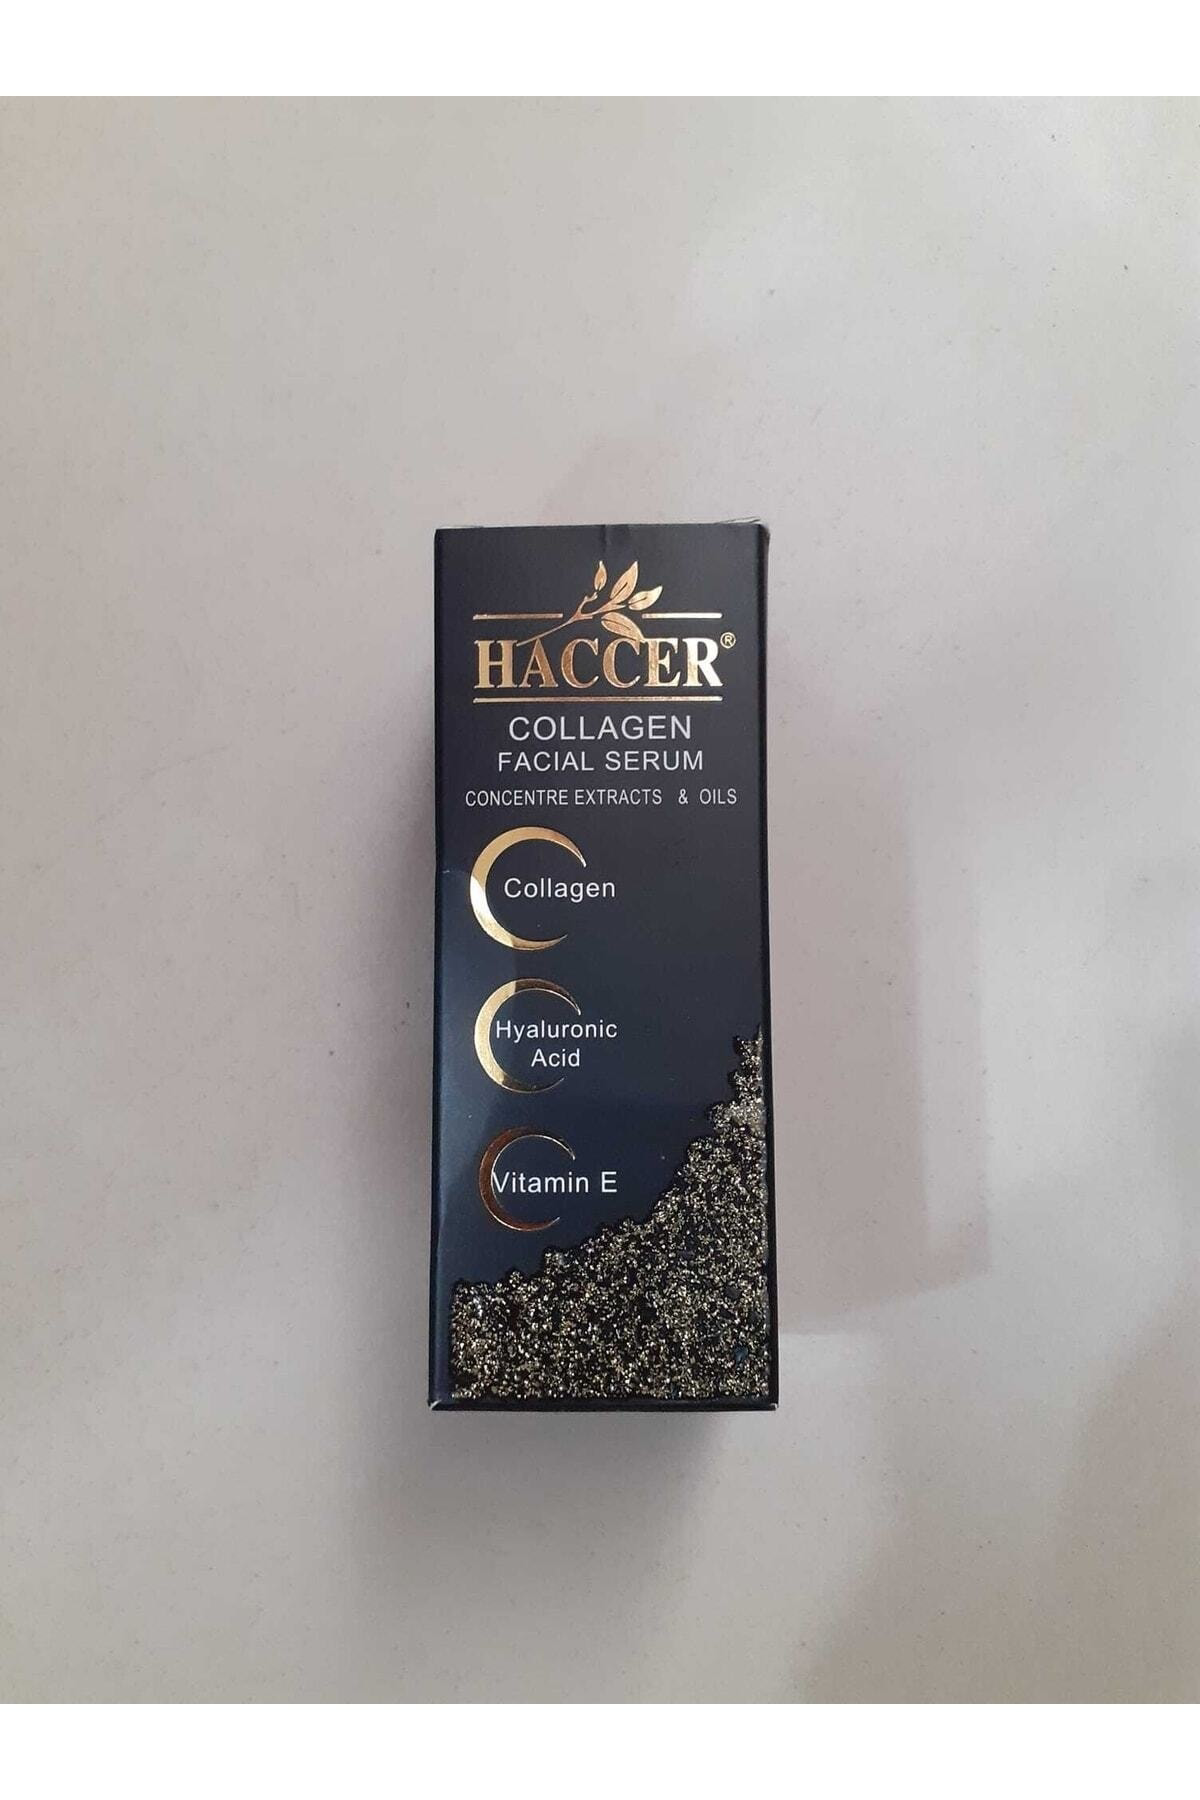 HACCER®
COLLAGEN
FACIAL SERUM
CONCENTRE EXTRACTS & OILS
Collagen
Hyaluronic
Acid
Vitamin E